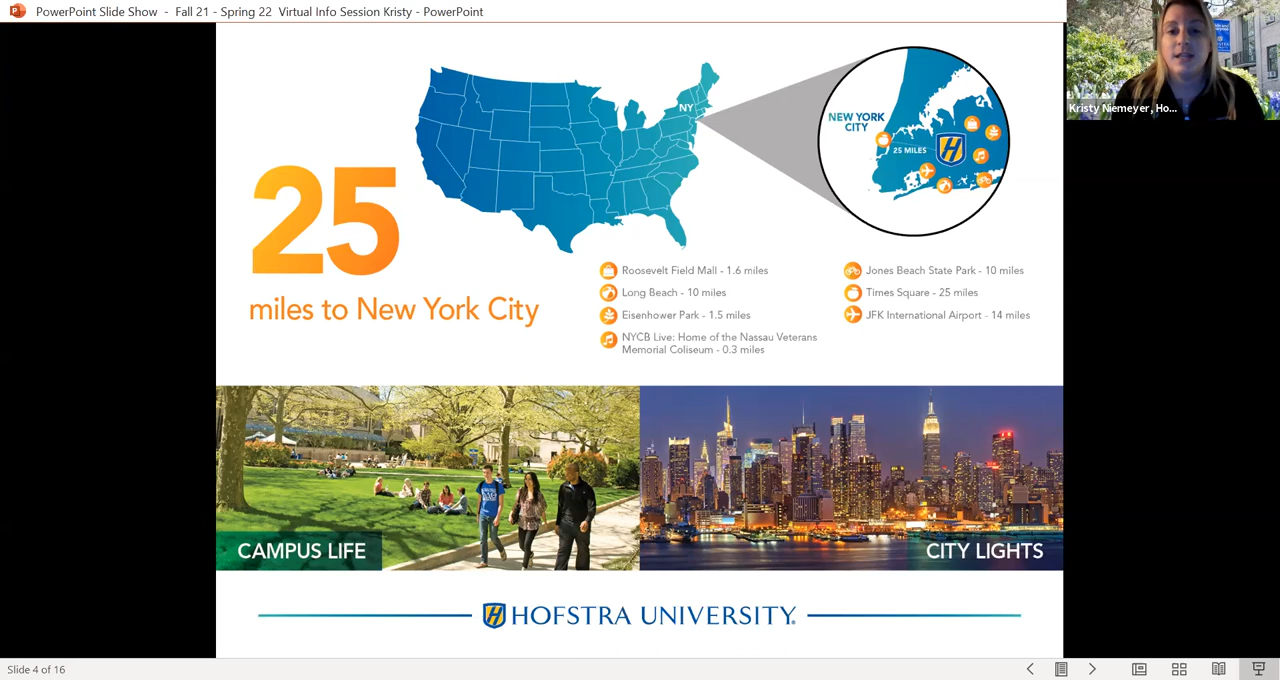 PowerPoint Slide Show - Fall 21 - Spring 22 Virtual Info Session Kristy - PowerPoint
Kristy Niemeyer, Ho...
NY
NEW YORK
CITY
25 MILES
25
miles to New York City
Roosevelt Field Mall - 1.6 miles
Long Beach - 10 miles
Eisenhower Park - 1.5 miles
NYCB Live: Home of the Nassau Veterans
Memorial Coliseum - 0.3 miles
Jones Beach State Park - 10 miles
Times Square - 25 miles
JFK International Airport - 14 miles
CAMPUS LIFE
CITY LIGHTS
HOFSTRA UNIVERSITY®
Slide 4 of 16